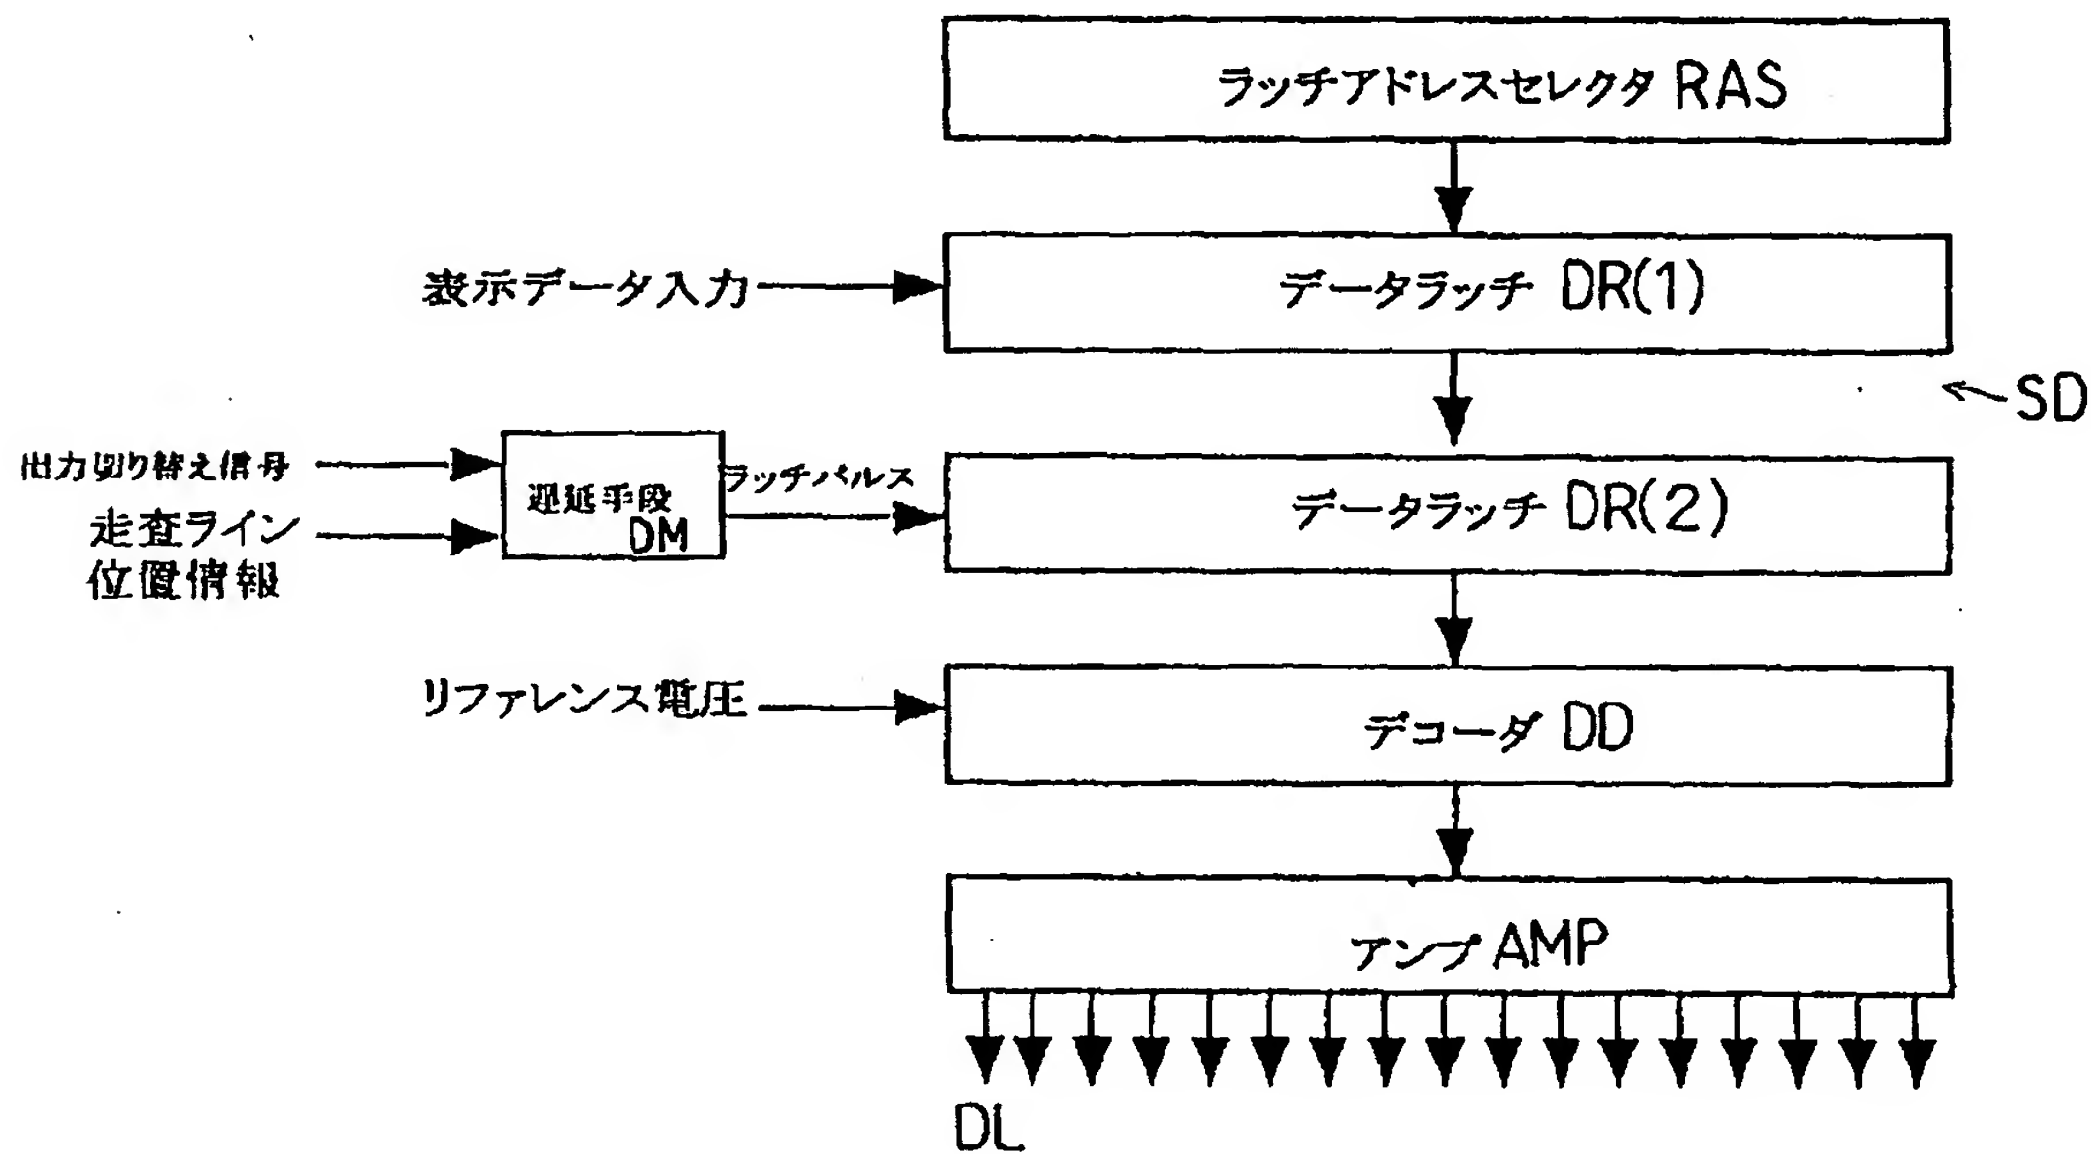 ラッチアドレスセレクタ RAS
表示データ入力
データラッチ DR(1)
SD
出力切り替え信号
走査ライン
位置情報
遅延手段
DM
ラッチパルス
データラッチ DR(2)
リファレンス電圧
デコーダ DD
アンプ AMP
DL